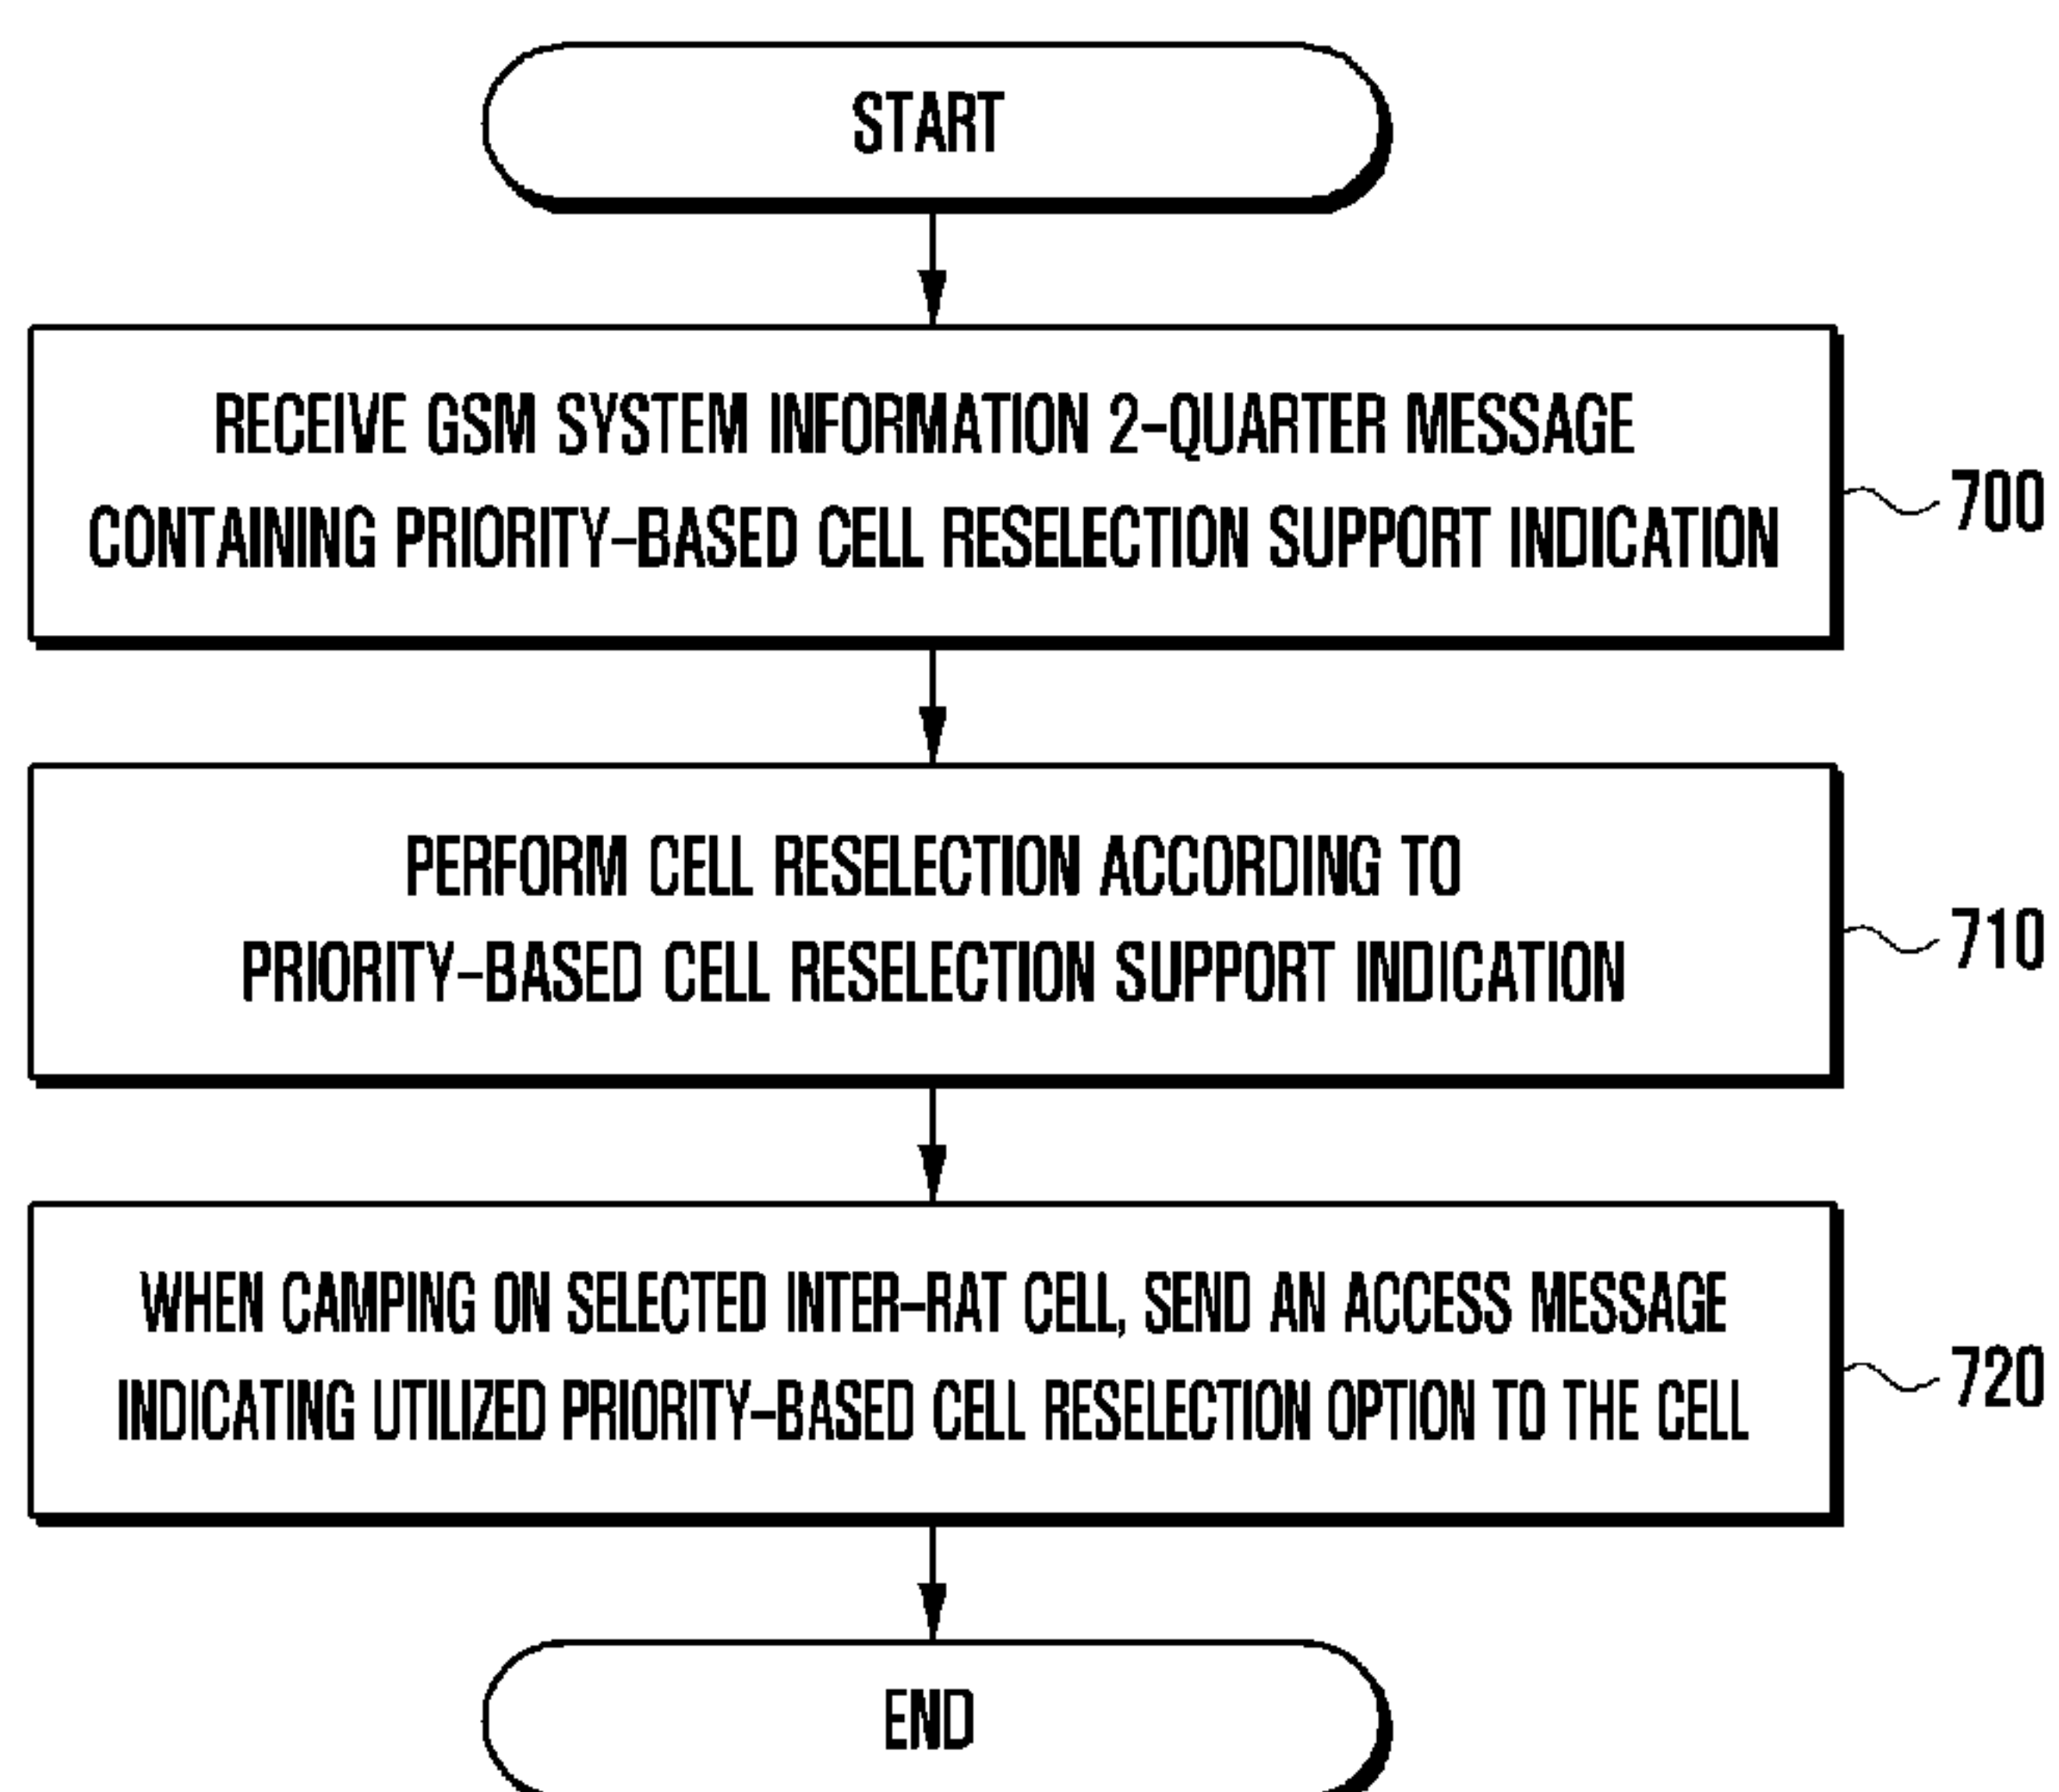 START
RECEIVE GSM SYSTEM INFORMATION 2-QUARTER MESSAGE
CONTAINING PRIORITY-BASED CELL RESELECTION SUPPORT INDICATION
700
PERFORM CELL RESELECTION ACCORDING TO
PRIORITY-BASED CELL RESELECTION SUPPORT INDICATION
710
WHEN CAMPING ON SELECTED INTER-RAT CELL, SEND AN ACCESS MESSAGE
INDICATING UTILIZED PRIORITY-BASED CELL RESELECTION OPTION TO THE CELL
720
END